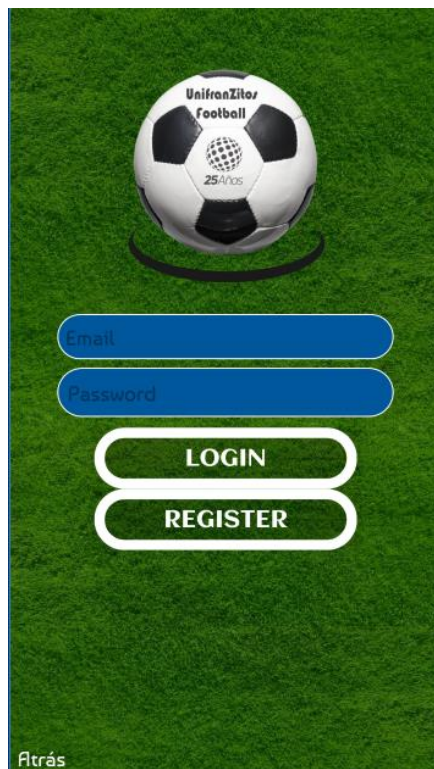 UnifranZitos
Football
25Años
Email
Password
LOGIN
REGISTER
Atrás